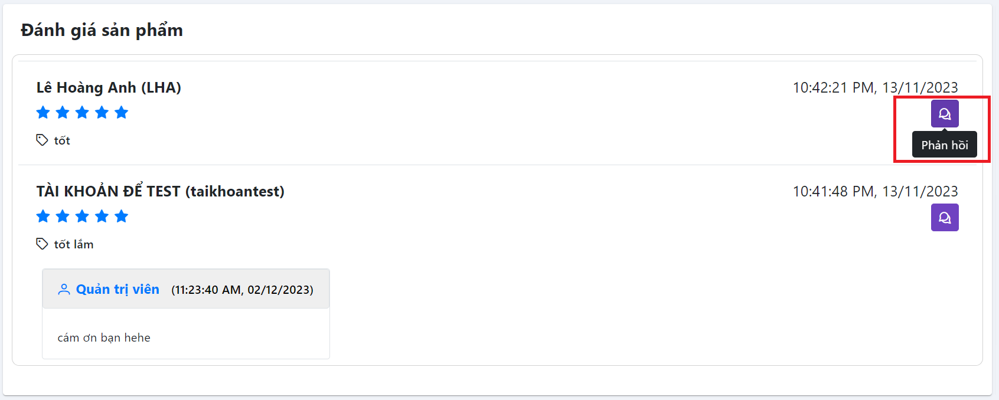 Đánh giá sản phẩm
Lê Hoàng Anh (LHA)
10:42:21 PM, 13/11/2023
tốt
Phản hồi
TÀI KHOẢN ĐỂ TEST (taikhoantest)
10:41:48 PM, 13/11/2023
tốt lắm
Quản trị viên (11:23:40 AM, 02/12/2023)
cám ơn bạn hehe